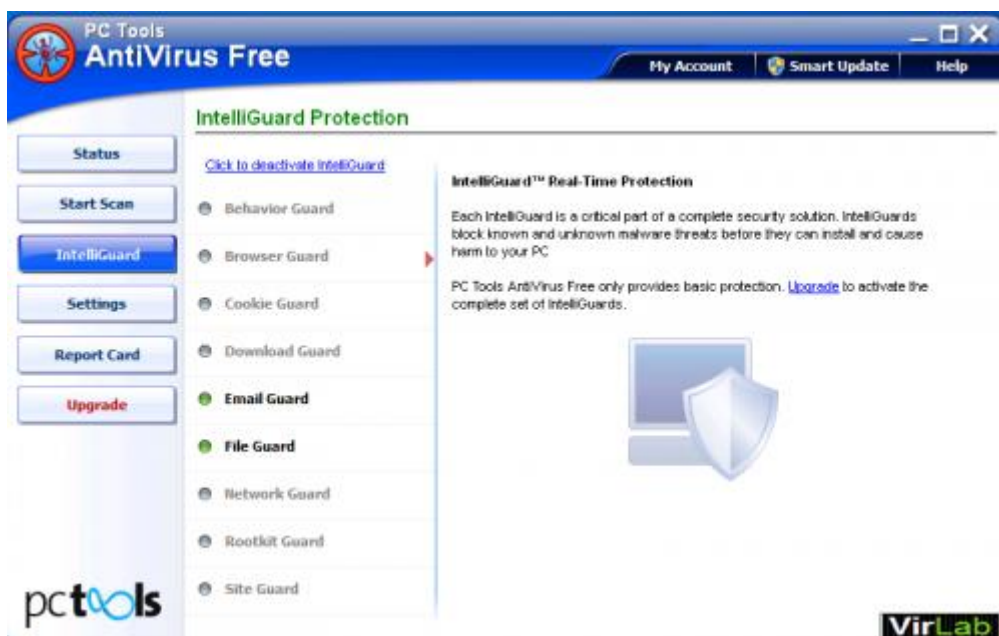 PC Tools
AntiVirus Free
My Account
Smart Update
Help
IntelliGuard Protection
Status
Start Scan
IntelliGuard
Settings
Report Card
Upgrade
Click to deactivate IntelliGuard
Behavior Guard
Browser Guard
Cookie Guard
Download Guard
Email Guard
File Guard
Network Guard
Rootkit Guard
Site Guard
IntelliGuard™ Real-Time Protection
Each IntelliGuard is a critical part of a complete security solution. IntelliGuards
block known and unknown malware threats before they can install and cause
harm to your PC
PC Tools AntiVirus Free only provides basic protection. Upgrade to activate the
complete set of IntelliGuards.
pctools
VirLab